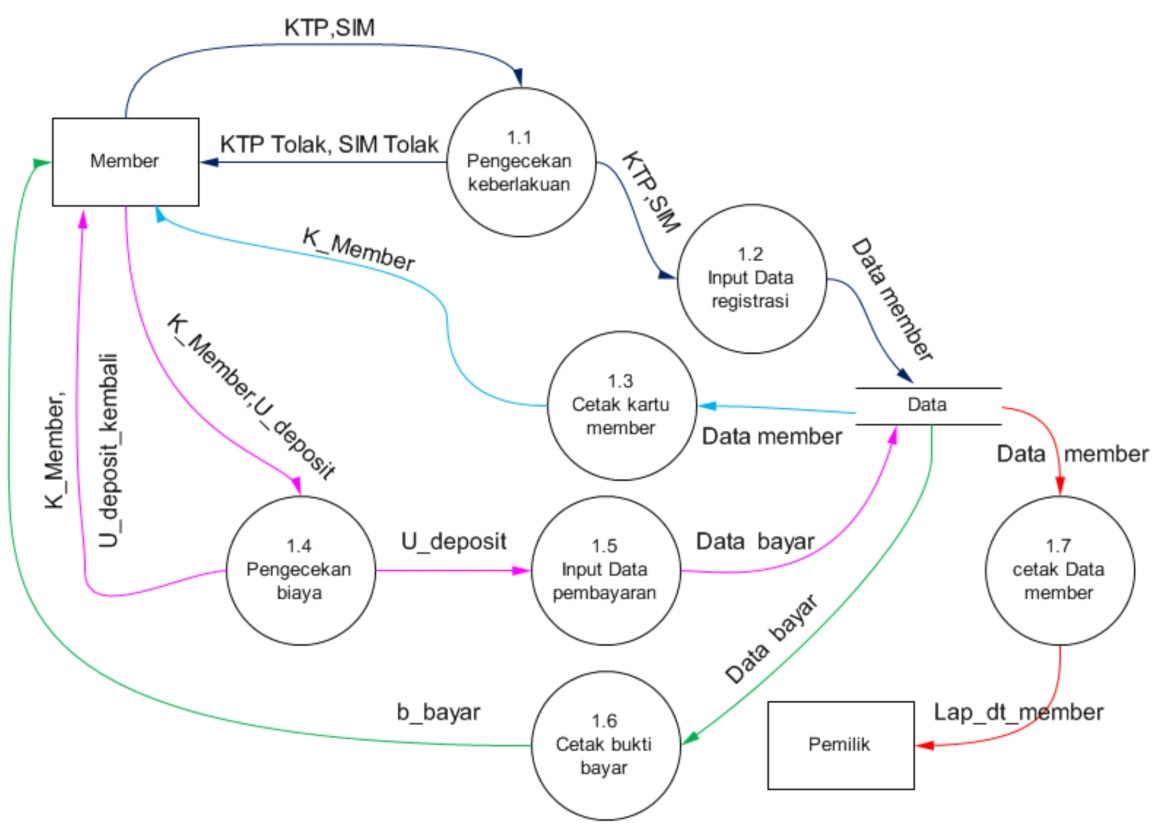 KTP,SIM
Member
KTP Tolak, SIM Tolak
1.1
Pengecekan
keberlakuan
KTP,SIM
1.2
Input Data
registrasi
Data member
K_Member
1.3
Cetak kartu
member
Data member
Data
Data member
K_Member,
U_deposit_kembali
K_Member,U_deposit
1.4
Pengecekan
biaya
U_deposit
1.5
Input Data
pembayaran
Data bayar
1.7
cetak Data
member
Data bayar
b_bayar
1.6
Cetak bukti
bayar
Pemilik
Lap_dt_member